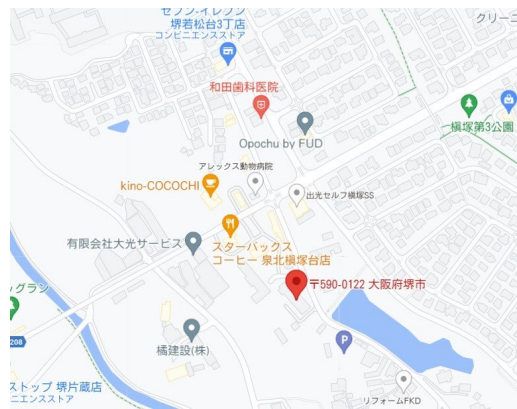 セブン-イレブン
堺若松台3丁店
コンビニエンスストア
クリーニ
和田歯科医院
Opochu by FUD
槇塚第3公園
アレックス動物病院
kino-COCOCHI
出光セルフ槇塚SS
有限会社大光サービス
スターバックス
コーヒー 泉北槇塚台店
〒590-0122 大阪府堺市
ッグラン
208
橘建設(株)
P
ストップ 堺片蔵店
ニエンスストア
リフォームFKD